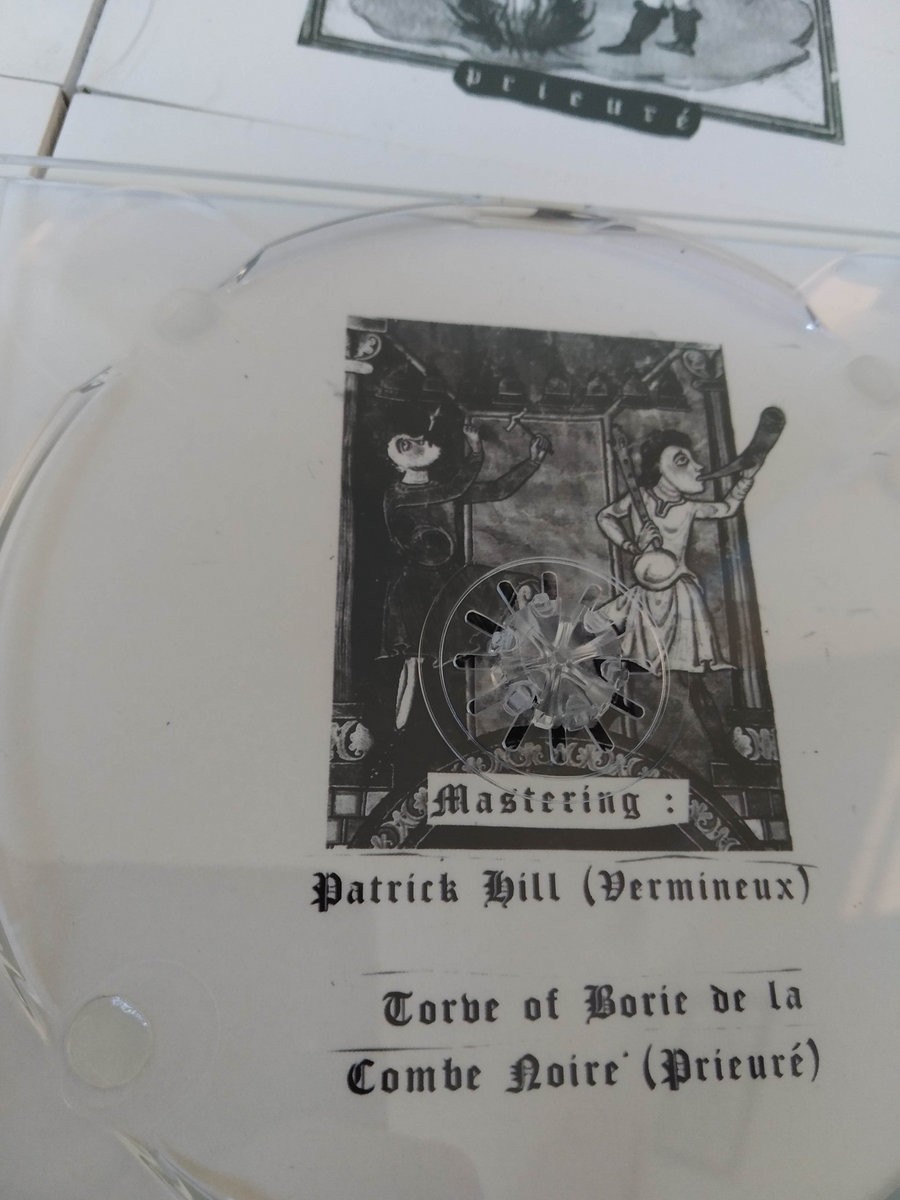 prieuré
Mastering :
Patrick Hill (Vermineux)
Torve of Borie de la
Combe Noire (Prieuré)